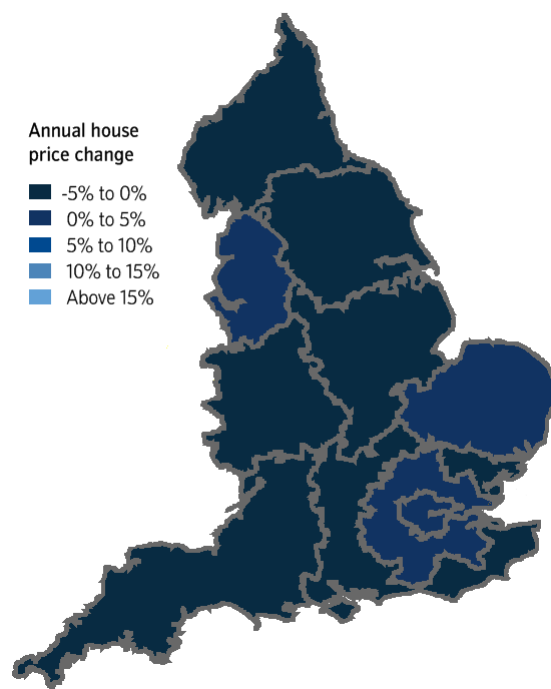 Annual house
price change
-5% to 0%
0% to 5%
5% to 10%
10% to 15%
Above 15%